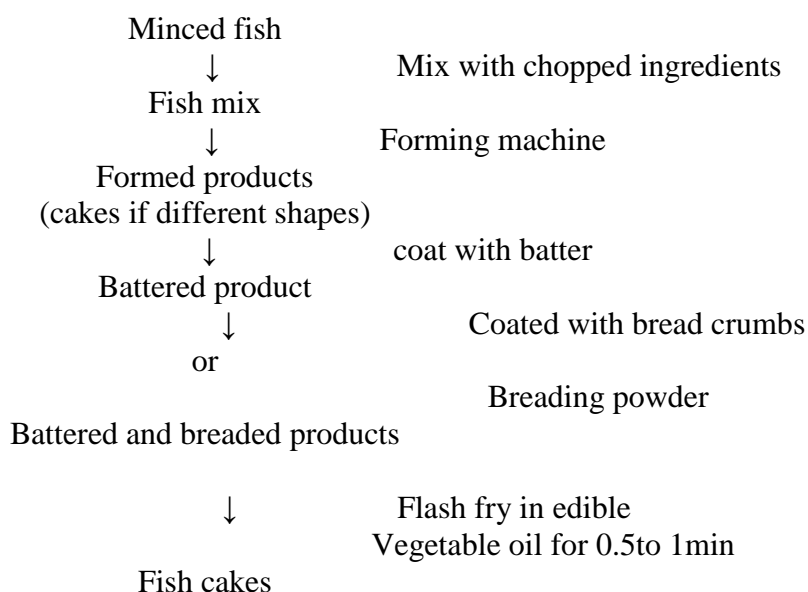 Minced fish
↓
Mix with chopped ingredients
Fish mix
↓
Forming machine
Formed products
(cakes if different shapes)
↓
coat with batter
Battered product
↓
Coated with bread crumbs
or
Breading powder
Battered and breaded products
↓
Flash fry in edible
Vegetable oil for 0.5to 1min
Fish cakes